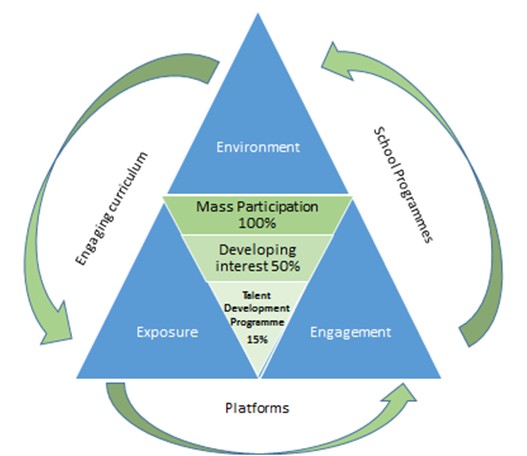 Environment
Engaging curriculum
School Programmes
Mass Participation
100%
Developing
interest 50%
Talent
Development
Programme
15%
Exposure
Engagement
Platforms